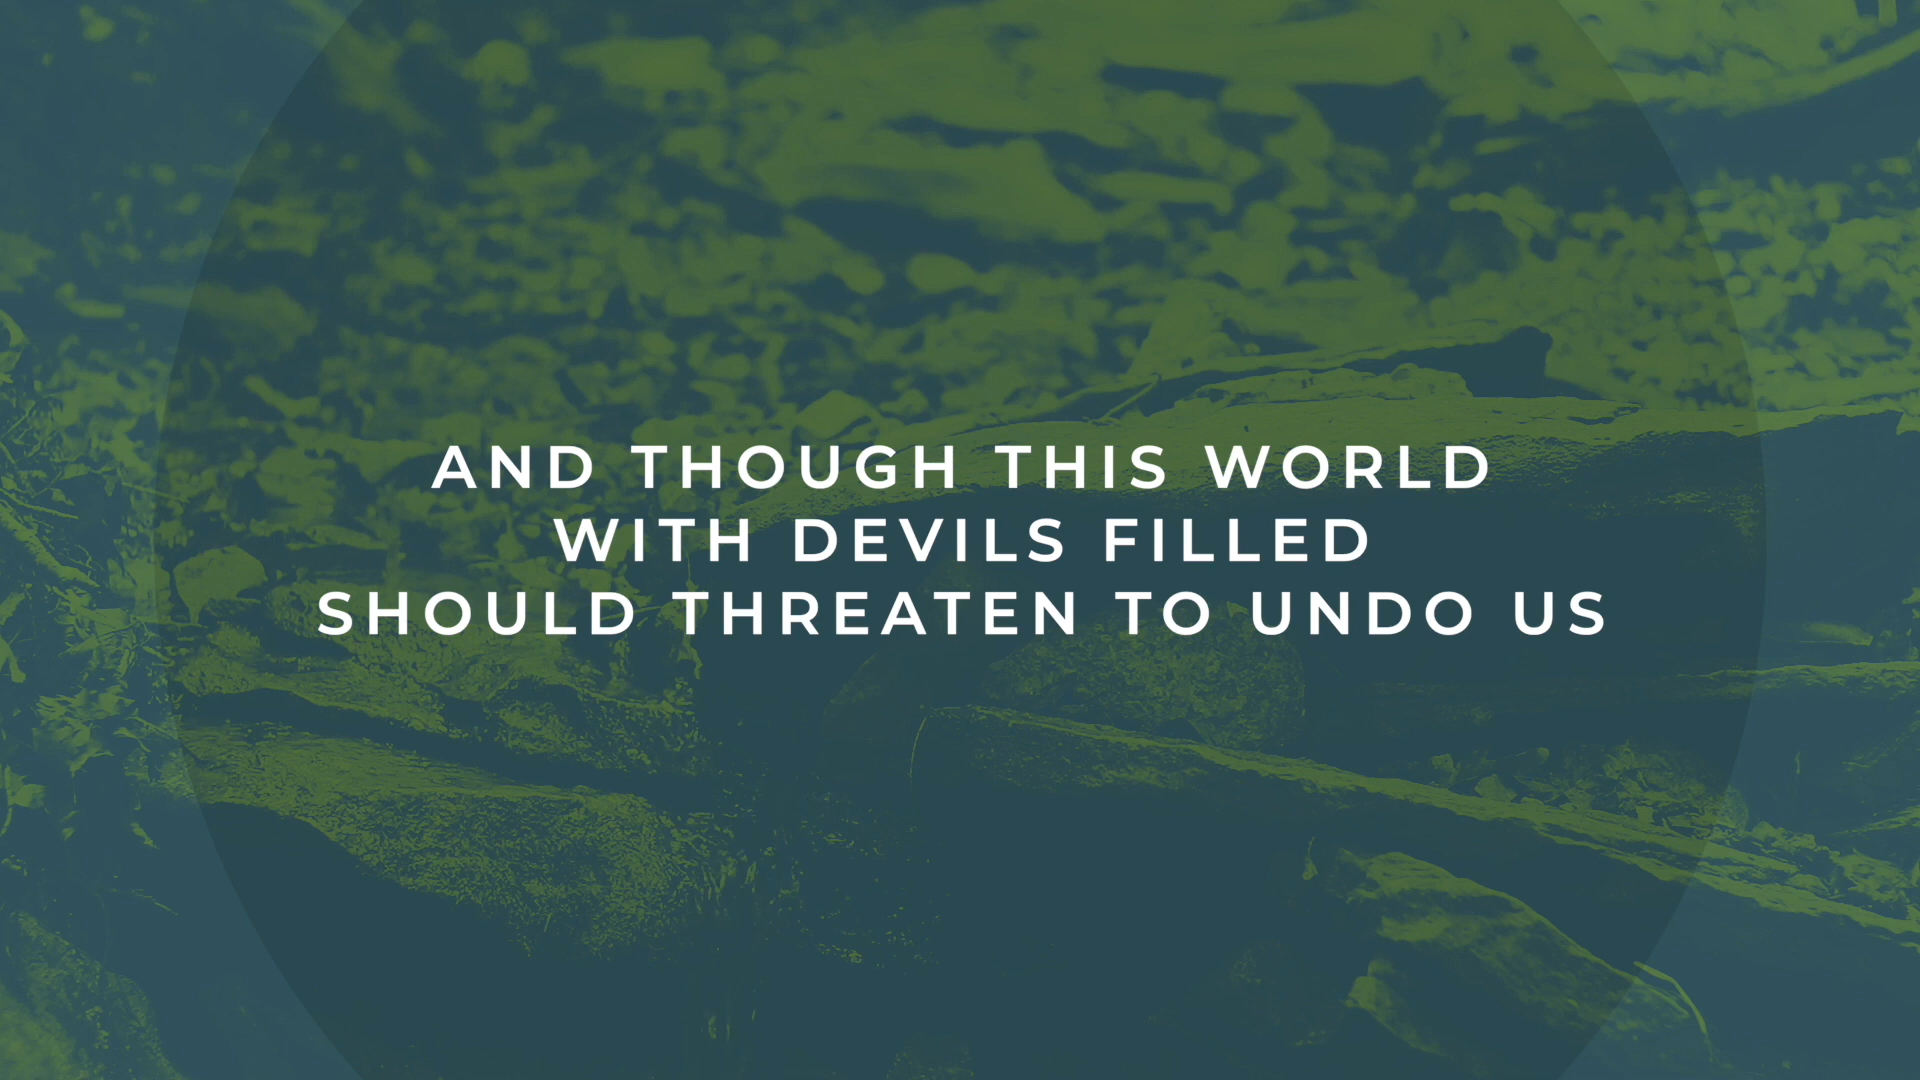 AND THOUGH THIS WORLD
WITH DEVILS FILLED
SHOULD THREATEN TO UNDO US